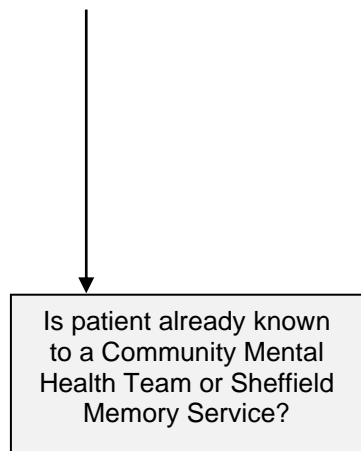 Is patient already known
to a Community Mental
Health Team or Sheffield
Memory Service?